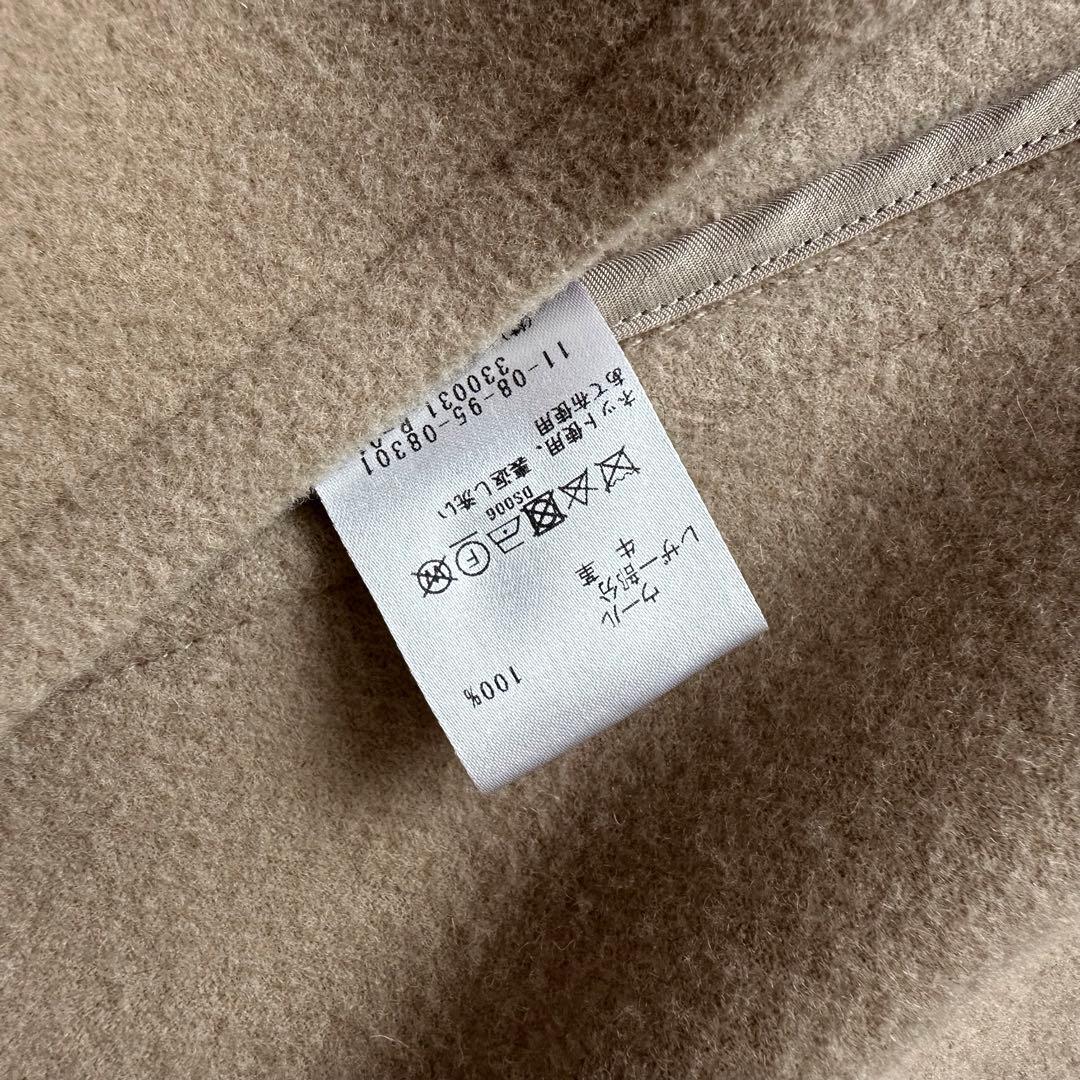 ウール 100%
レザー部分
牛革
DS006
ネット使用、裏返し洗い
あて布使用
11-08-95-08301
330031